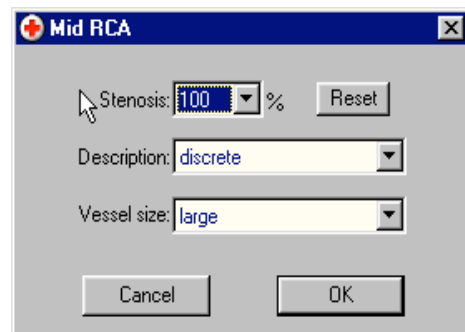 Mid RCA
Stenosis: 100 % Reset
Description: discrete
Vessel size: large
Cancel OK